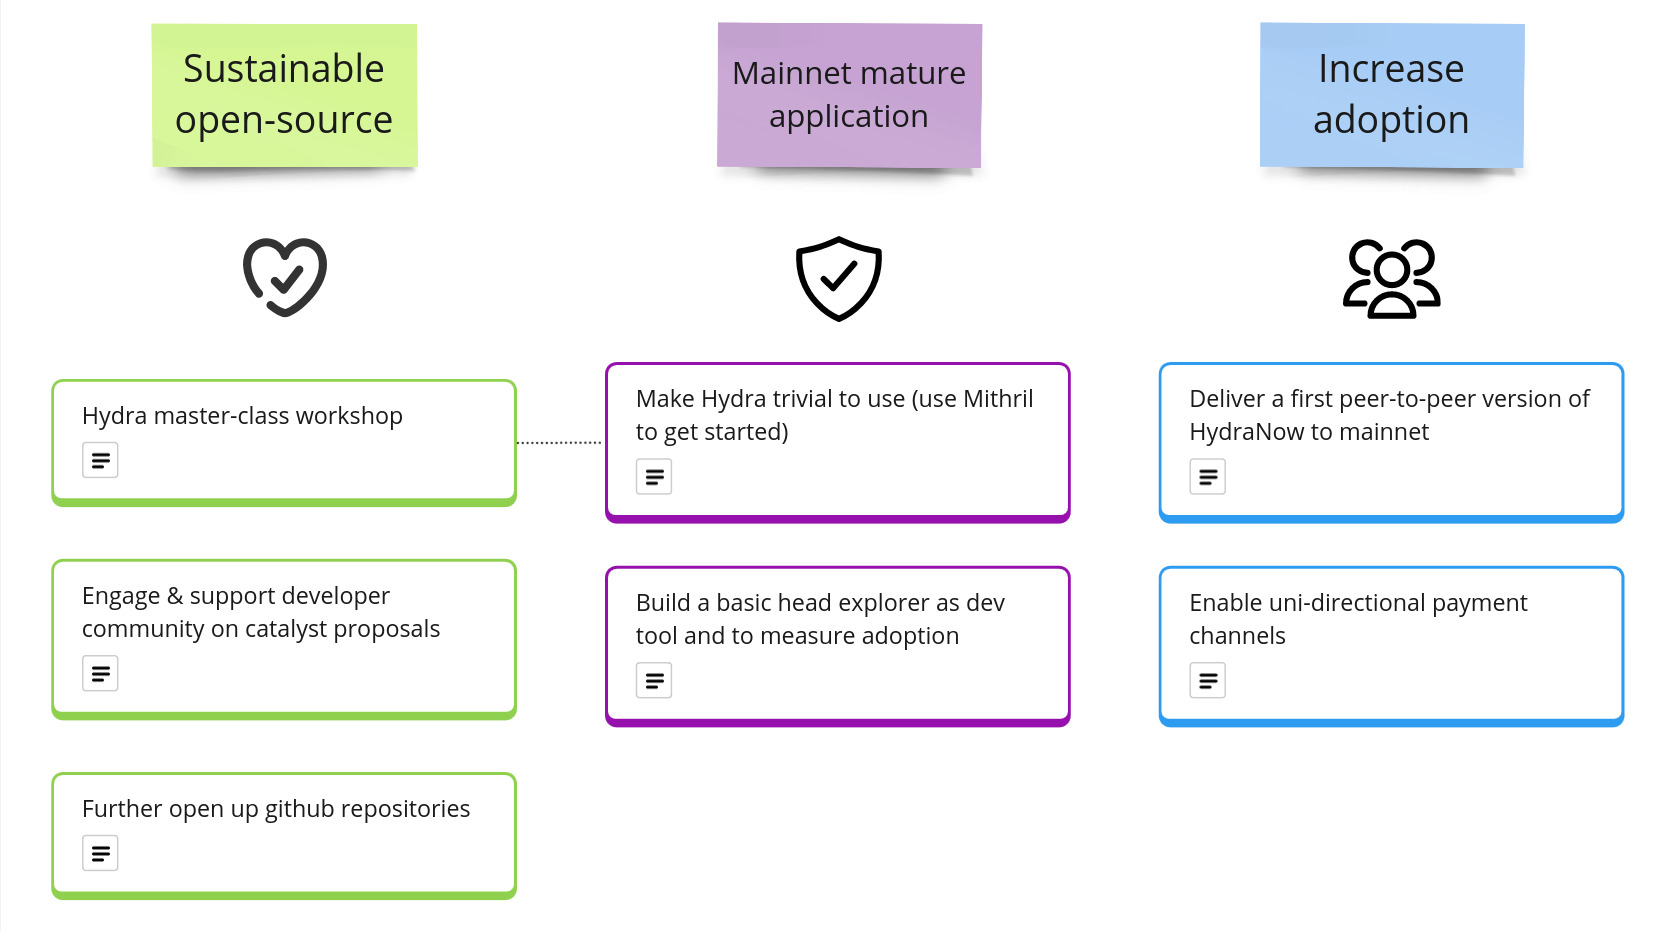 Sustainable
open-source
Mainnet mature
application
Increase
adoption
Hydra master-class workshop
Engage & support developer
community on catalyst proposals
Further open up github repositories
Make Hydra trivial to use (use Mithril
to get started)
Build a basic head explorer as dev
tool and to measure adoption
Deliver a first peer-to-peer version of
HydraNow to mainnet
Enable uni-directional payment
channels